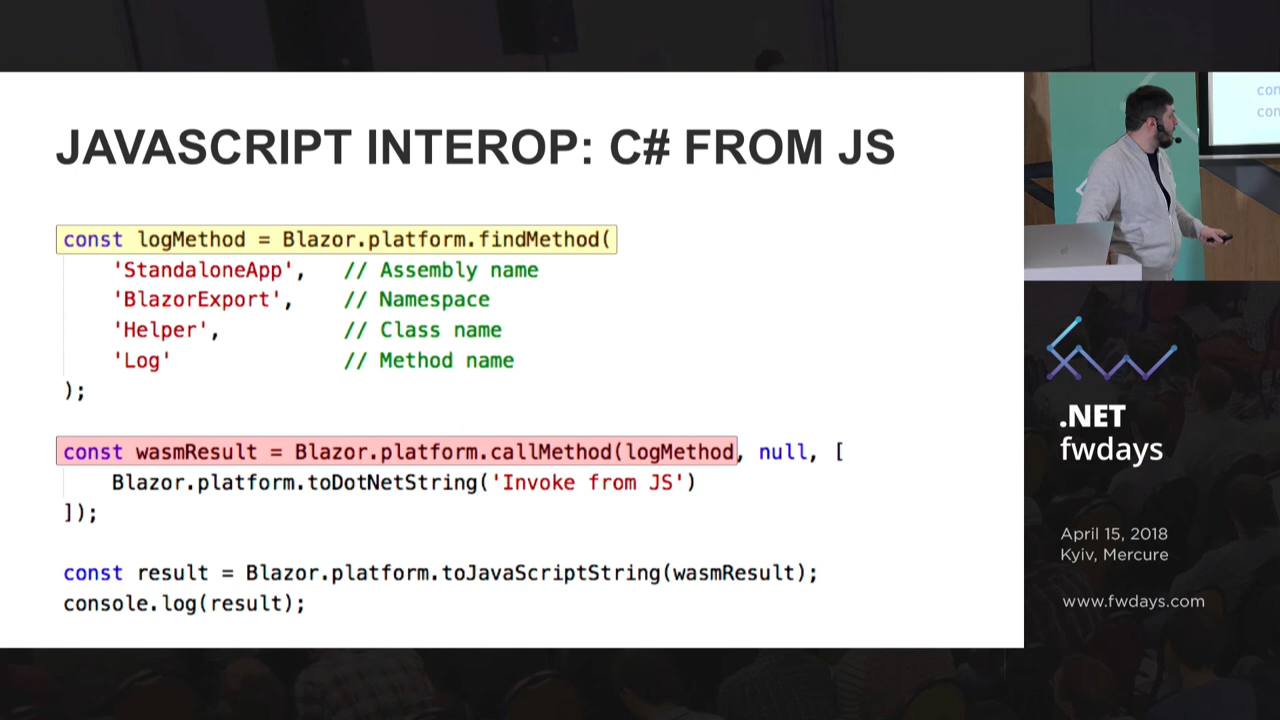 JAVASCRIPT INTEROP: C# FROM JS
const logMethod = Blazor.platform.findMethod(
'StandaloneApp', // Assembly name
'BlazorExport', // Namespace
'Helper', // Class name
'Log' // Method name
);
const wasmResult = Blazor.platform.callMethod(logMethod, null, [
Blazor.platform.toDotNetString('Invoke from JS')
]);
const result = Blazor.platform.toJavaScriptString(wasmResult);
console.log(result);
con
con
.NET
fwdays
April 15, 2018
Kyiv, Mercure
www.fwdays.com